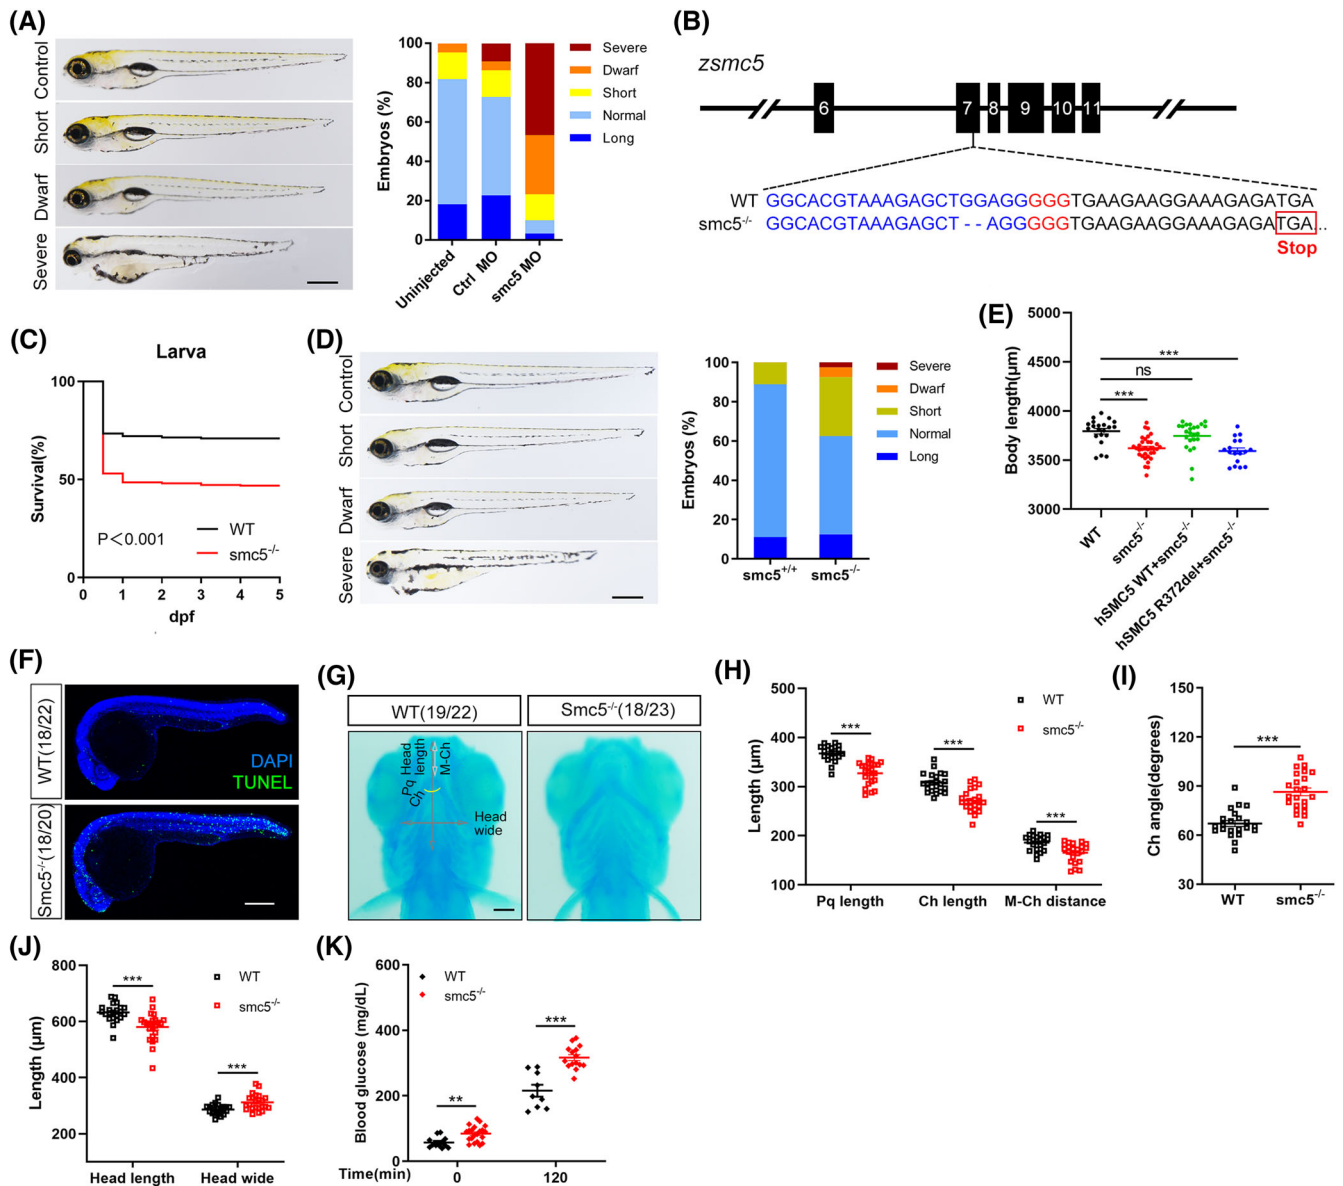 (A)
Control
Short
Dwarf
Severe
Embryos (%)
100
80
60
40
20
0
Uninjected
Ctrl MO
smc5 MO
Severe
Dwarf
Short
Normal
Long
(B)
zsmc5
6
7
8
9
10
11
WT GGCACGTAAAGAGCTGGAGGGGGTGAAGAAGGAAAGAGATGA
smc5-/- GGCACGTAAAGAGCT--AGGGGGTGAAGAAGGAAAGAGATGA...
Stop
(C)
Larva
Survival(%)
100
50
0
P<0.001
WT
smc5-/-
0 1 2 3 4 5
dpf
(D)
Control
Short
Dwarf
Severe
Embryos (%)
100
80
60
40
20
0
smc5+/+
smc5-/-
Severe
Dwarf
Short
Normal
Long
(E)
Body length(μm)
5000
4500
4000
3500
3000
***
ns
***
WT
smc5-/-
hSMC5 WT+smc5-/-
hSMC5 R372del+smc5-/-
(F)
WT(18/22)
DAPI
TUNEL
Smc5-/-(18/20)
(G)
WT(19/22)
Smc5-/-(18/23)
Pq
Head length
M-Ch
Ch
Head wide
(H)
Length (μm)
500
400
300
200
100
WT
smc5-/-
***
***
***
Pq length
Ch length
M-Ch distance
(I)
Ch angle(degrees)
150
120
90
60
30
***
WT
smc5-/-
(J)
Length (μm)
800
600
400
200
***
***
WT
smc5-/-
Head length
Head wide
(K)
Blood glucose (mg/dL)
600
400
200
0
WT
smc5-/-
**
***
Time(min)
0
120